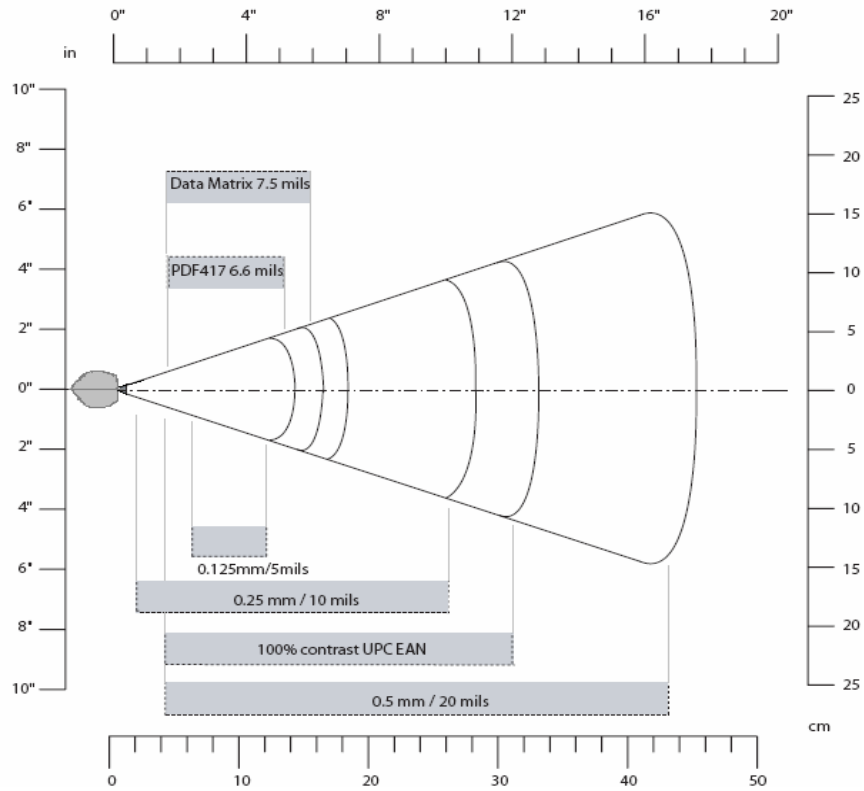 0" 4" 8" 12" 16" 20"
in
10"
8"
6"
4"
2"
0"
2"
4"
6"
8"
10"
25
20
15
10
5
0
5
10
15
20
25
cm
Data Matrix 7.5 mils
PDF417 6.6 mils
0.125mm/5mils
0.25 mm / 10 mils
100% contrast UPC EAN
0.5 mm / 20 mils
0 10 20 30 40 50